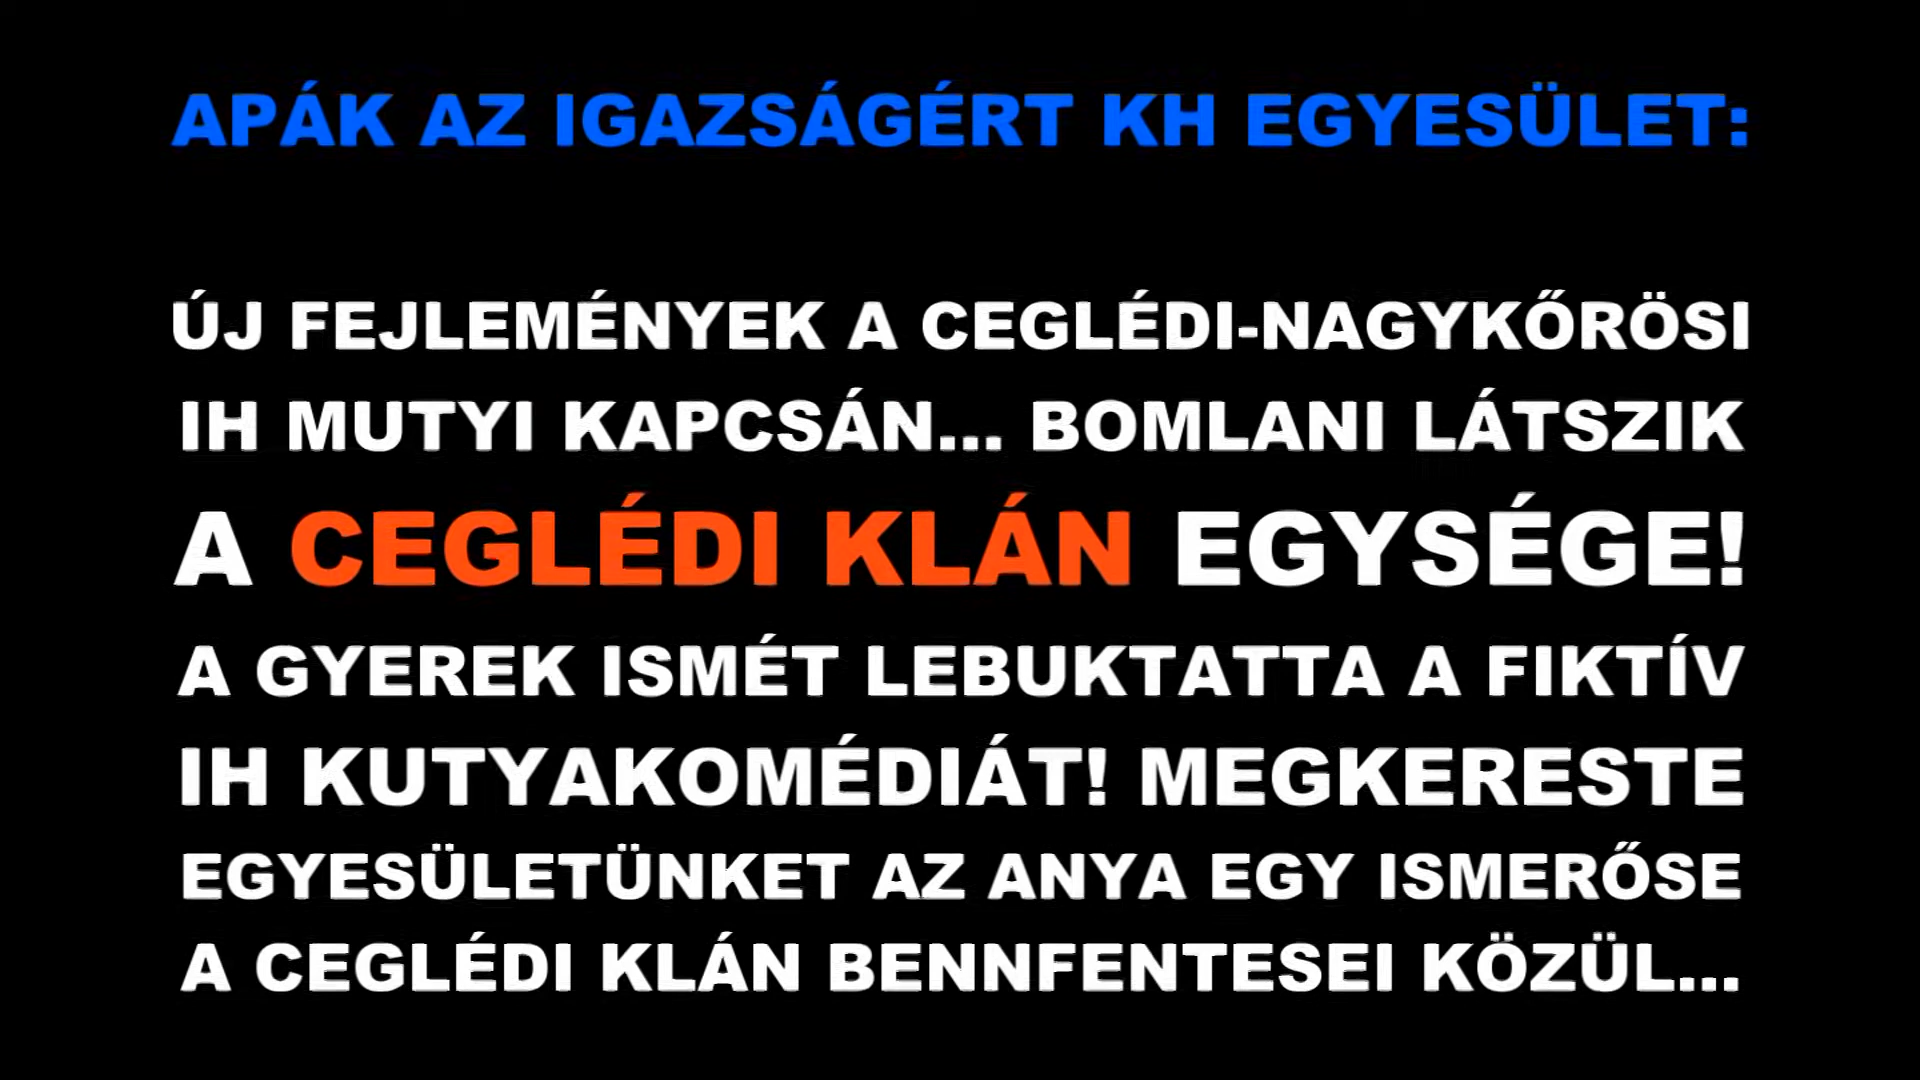 APÁK AZ IGAZSÁGÉRT KH EGYESÜLET:
ÚJ FEJLEMÉNYEK A CEGLÉDI-NAGYKŐRÖSI
IH MUTYI KAPCSÁN... BOMLANI LÁTSZIK
A CEGLÉDI KLÁN EGYSÉGE!
A GYEREK ISMÉT LEBUKTATTA A FIKTÍV
IH KUTYAKOMÉDIÁT! MEGKERESTE
EGYESÜLETÜNKET AZ ANYA EGY ISMERŐSE
A CEGLÉDI KLÁN BENNFENTESEI KÖZÜL...